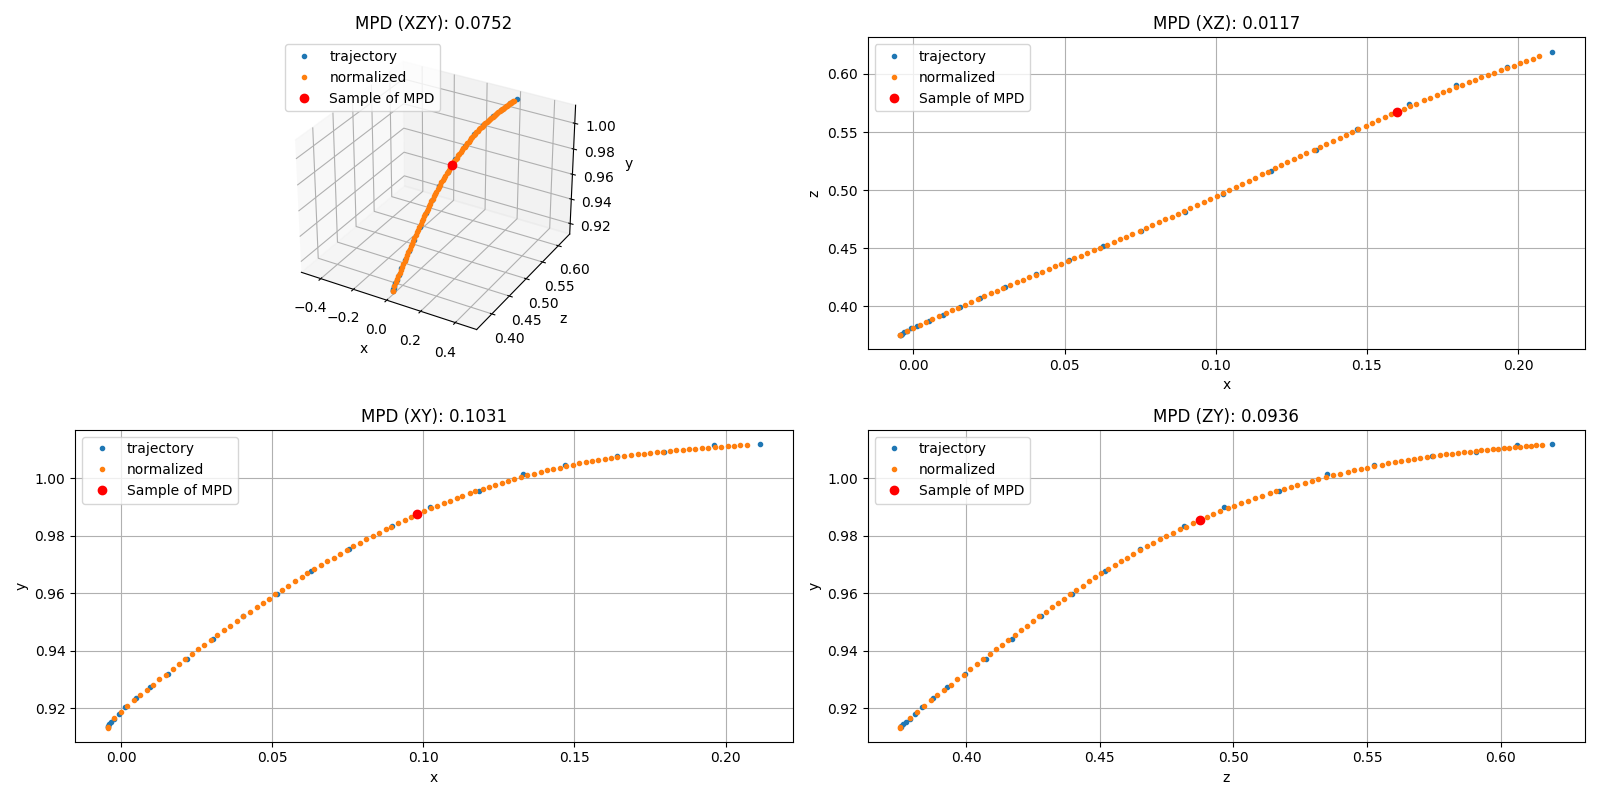 MPD (XZY): 0.0752
trajectory
normalized
Sample of MPD
1.00
0.98
0.96
0.94
0.92
y
0.60
0.55
0.50
0.45
0.40
z
−0.4
−0.2
0.0
0.2
0.4
x
MPD (XZ): 0.0117
trajectory
normalized
Sample of MPD
0.60
0.55
0.50
0.45
0.40
z
0.00 0.05 0.10 0.15 0.20
x
MPD (XY): 0.1031
trajectory
normalized
Sample of MPD
1.00
0.98
0.96
0.94
0.92
y
0.00 0.05 0.10 0.15 0.20
x
MPD (ZY): 0.0936
trajectory
normalized
Sample of MPD
1.00
0.98
0.96
0.94
0.92
y
0.40 0.45 0.50 0.55 0.60
z